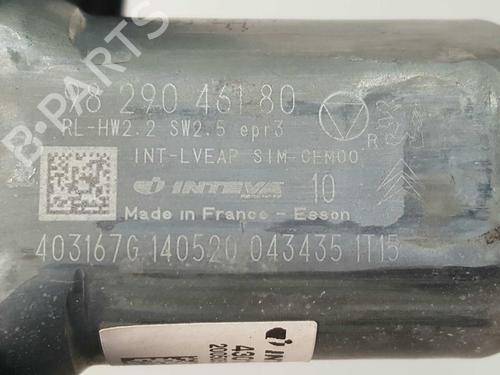 B-PARTS
98 290 461 80
RL-HW2.2 SW2.5 epr3
R
INT-LVEAP SIM-CEM00
INTEVA 10
Made in France - Esson
403167G 140520 043435 1T15